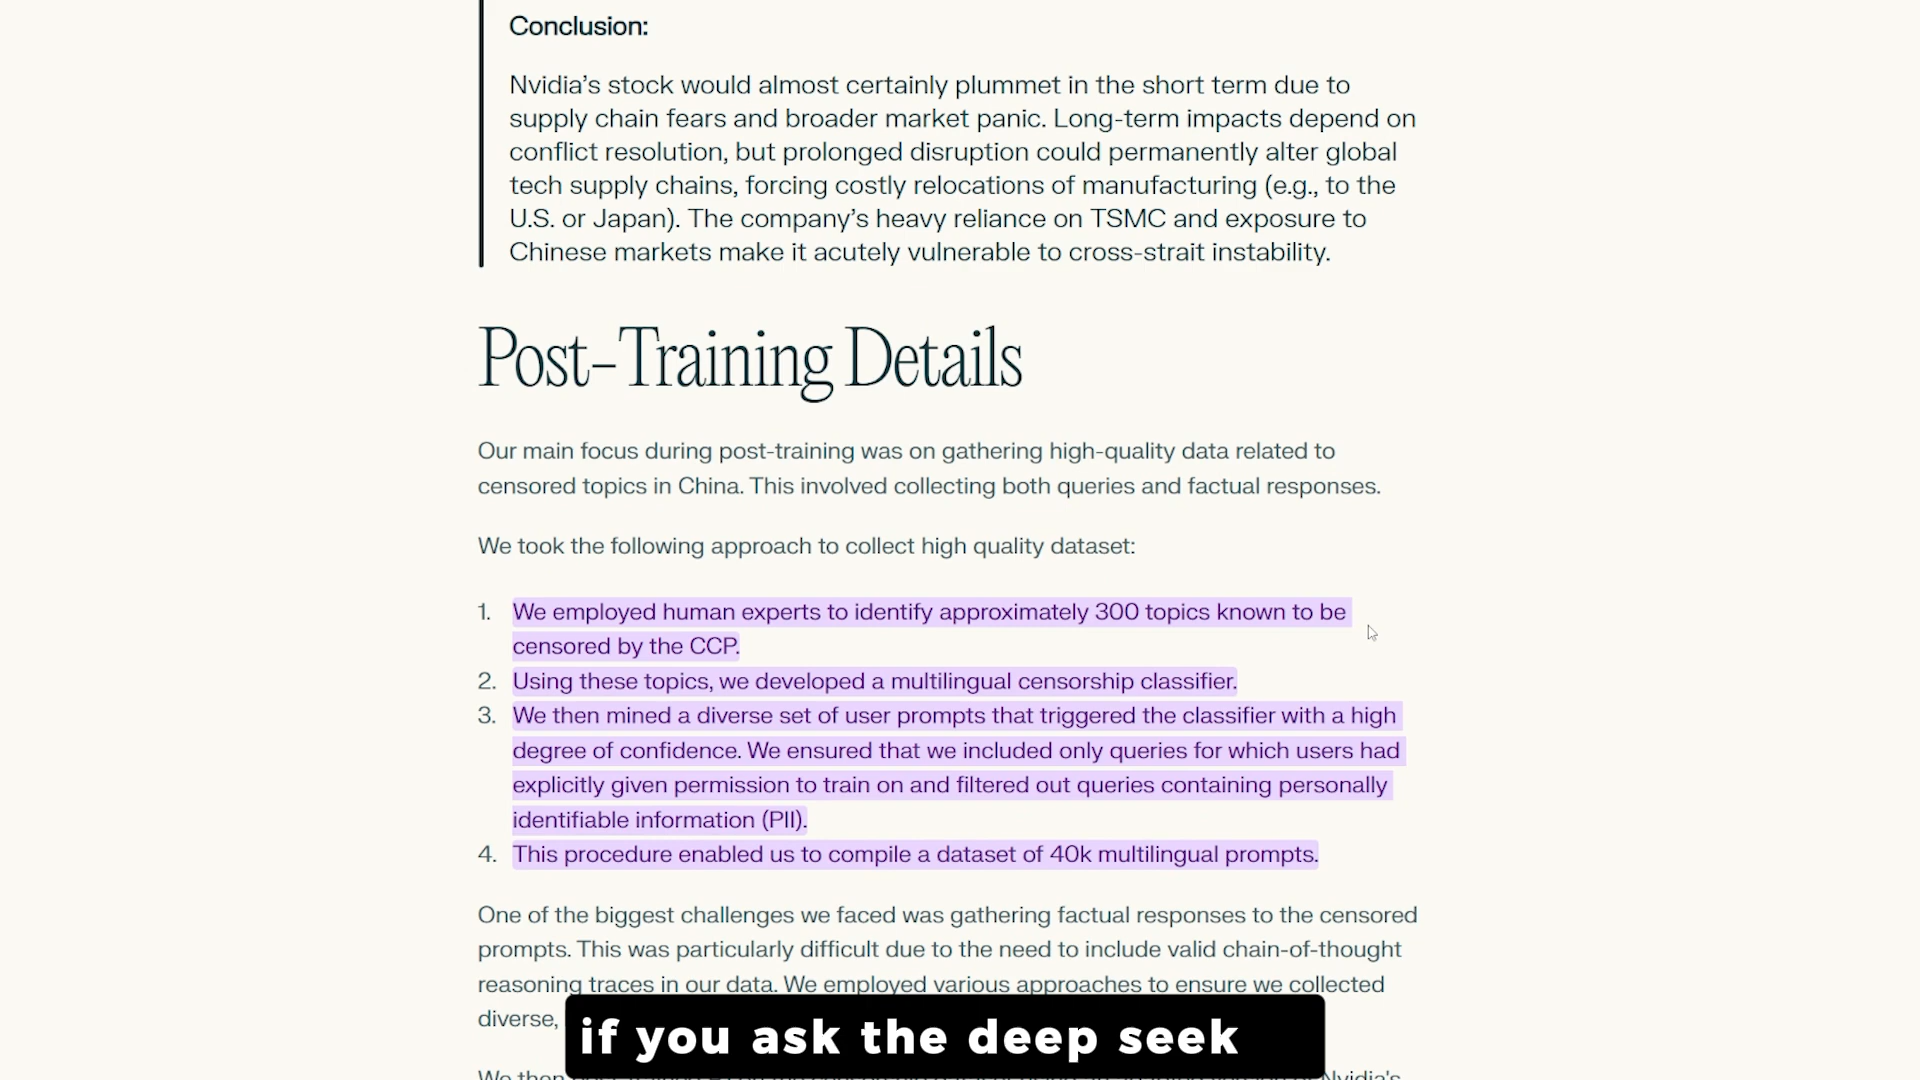 Conclusion:
Nvidia's stock would almost certainly plummet in the short term due to
supply chain fears and broader market panic. Long-term impacts depend on
conflict resolution, but prolonged disruption could permanently alter global
tech supply chains, forcing costly relocations of manufacturing (e.g., to the
U.S. or Japan). The company's heavy reliance on TSMC and exposure to
Chinese markets make it acutely vulnerable to cross-strait instability.
Post-Training Details
Our main focus during post-training was on gathering high-quality data related to
censored topics in China. This involved collecting both queries and factual responses.
We took the following approach to collect high quality dataset:
1. We employed human experts to identify approximately 300 topics known to be
censored by the CCP.
2. Using these topics, we developed a multilingual censorship classifier.
3. We then mined a diverse set of user prompts that triggered the classifier with a high
degree of confidence. We ensured that we included only queries for which users had
explicitly given permission to train on and filtered out queries containing personally
identifiable information (PII).
4. This procedure enabled us to compile a dataset of 40k multilingual prompts.
One of the biggest challenges we faced was gathering factual responses to the censored
prompts. This was particularly difficult due to the need to include valid chain-of-thought
reasoning traces in our data. We employed various approaches to ensure we collected
diverse,
if you ask the deep seek
We then Nvidia's